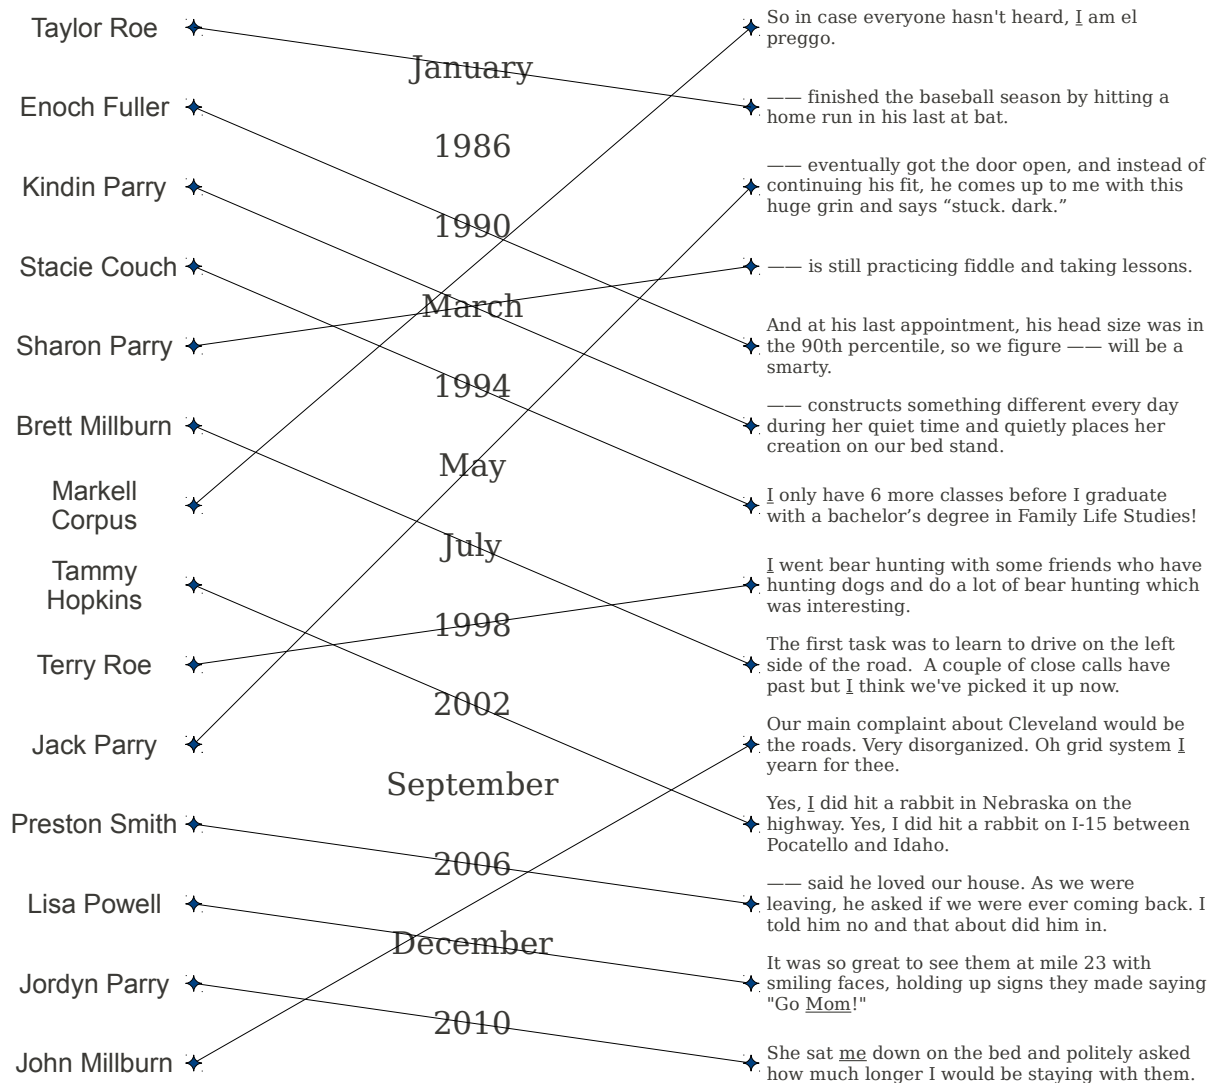 Taylor Roe
Enoch Fuller
Kindin Parry
Stacie Couch
Sharon Parry
Brett Millburn
Markell
Corpus
Tammy
Hopkins
Terry Roe
Jack Parry
Preston Smith
Lisa Powell
Jordyn Parry
John Millburn
January
1986
1990
March
1994
May
July
1998
2002
September
2006
December
2010
So in case everyone hasn't heard, I am el
preggo.
—— finished the baseball season by hitting a
home run in his last at bat.
—— eventually got the door open, and instead of
continuing his fit, he comes up to me with this
huge grin and says “stuck. dark.”
—— is still practicing fiddle and taking lessons.
And at his last appointment, his head size was in
the 90th percentile, so we figure —— will be a
smarty.
—— constructs something different every day
during her quiet time and quietly places her
creation on our bed stand.
I only have 6 more classes before I graduate
with a bachelor’s degree in Family Life Studies!
I went bear hunting with some friends who have
hunting dogs and do a lot of bear hunting which
was interesting.
The first task was to learn to drive on the left
side of the road.  A couple of close calls have
past but I think we've picked it up now.
Our main complaint about Cleveland would be
the roads. Very disorganized. Oh grid system I
yearn for thee.
Yes, I did hit a rabbit in Nebraska on the
highway. Yes, I did hit a rabbit on I-15 between
Pocatello and Idaho.
—— said he loved our house. As we were
leaving, he asked if we were ever coming back. I
told him no and that about did him in.
It was so great to see them at mile 23 with
smiling faces, holding up signs they made saying
"Go Mom!"
She sat me down on the bed and politely asked
how much longer I would be staying with them.